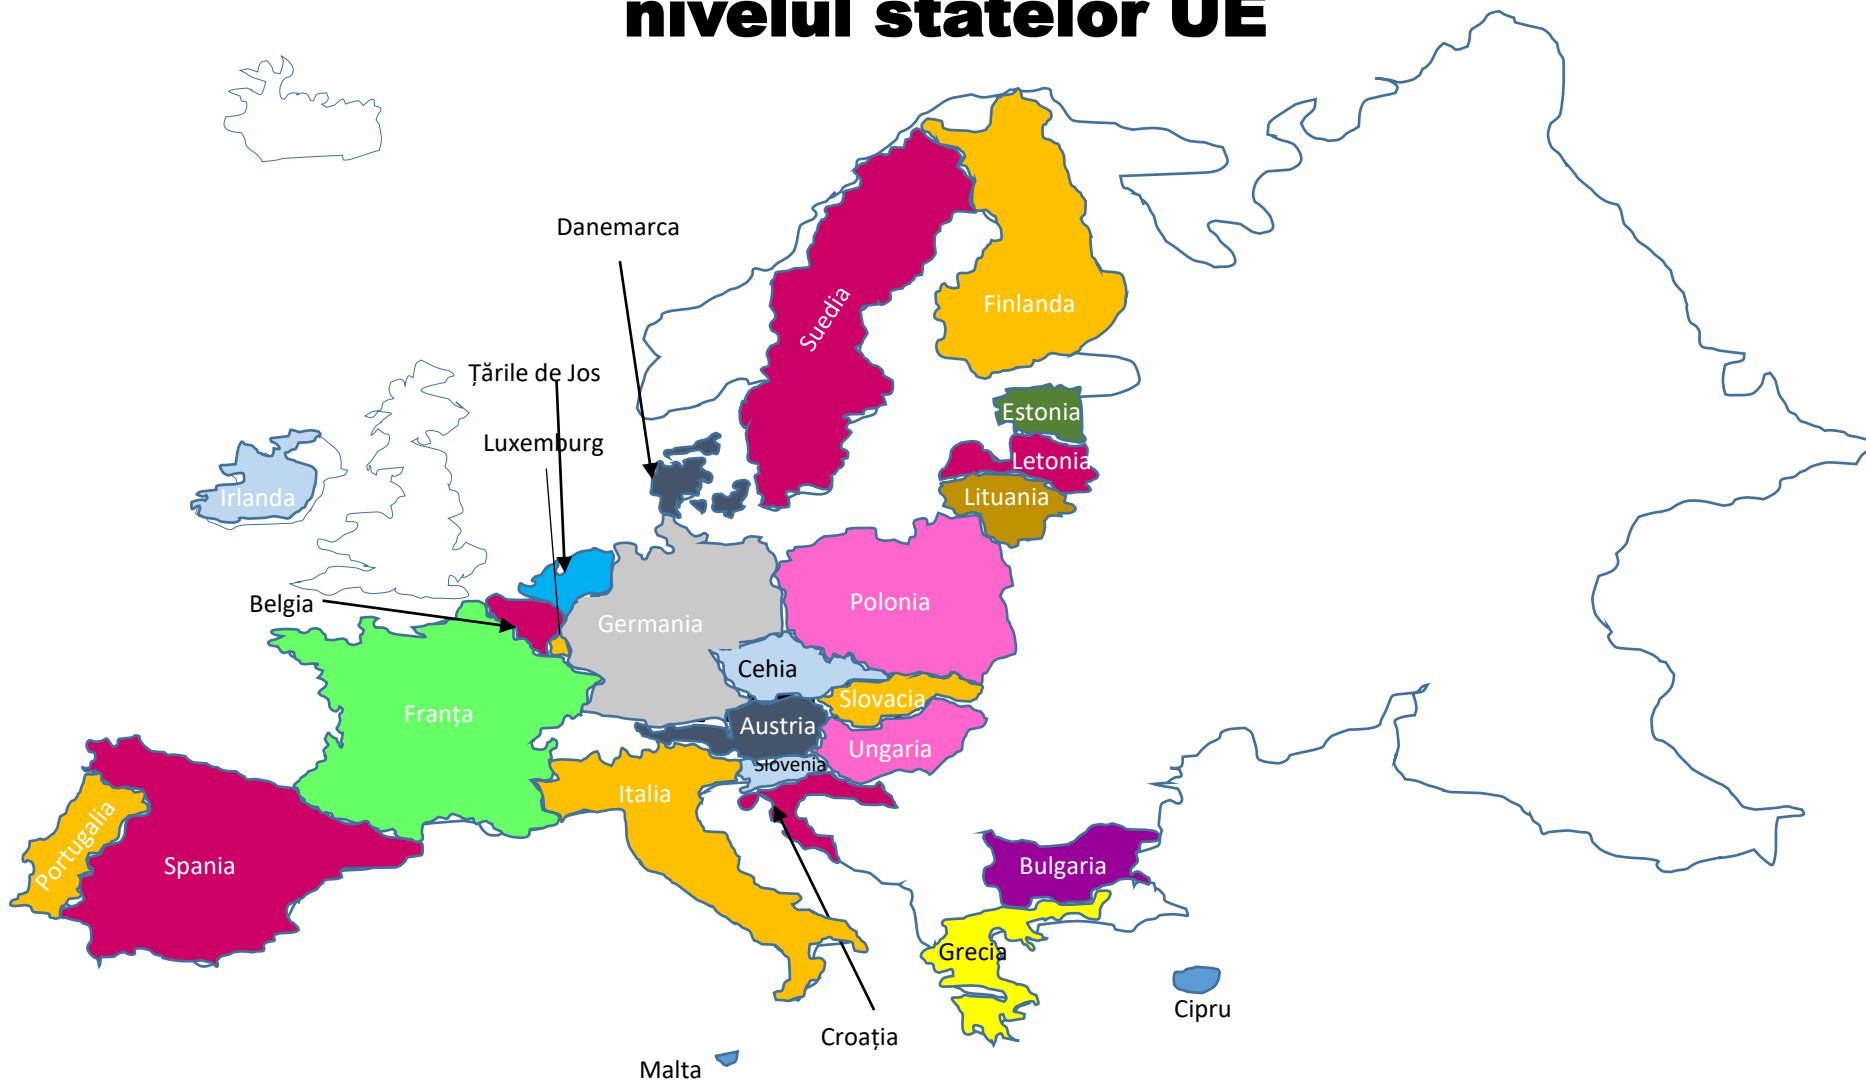 nivelul statelor UE
Danemarca
Suedia
Finlanda
Țările de Jos
Estonia
Luxemburg
Letonia
Irlanda
Lituania
Belgia
Germania
Polonia
Cehia
Slovacia
Franța
Austria
Ungaria
Slovenia
Italia
Portugalia
Spania
Bulgaria
Grecia
Cipru
Croația
Malta